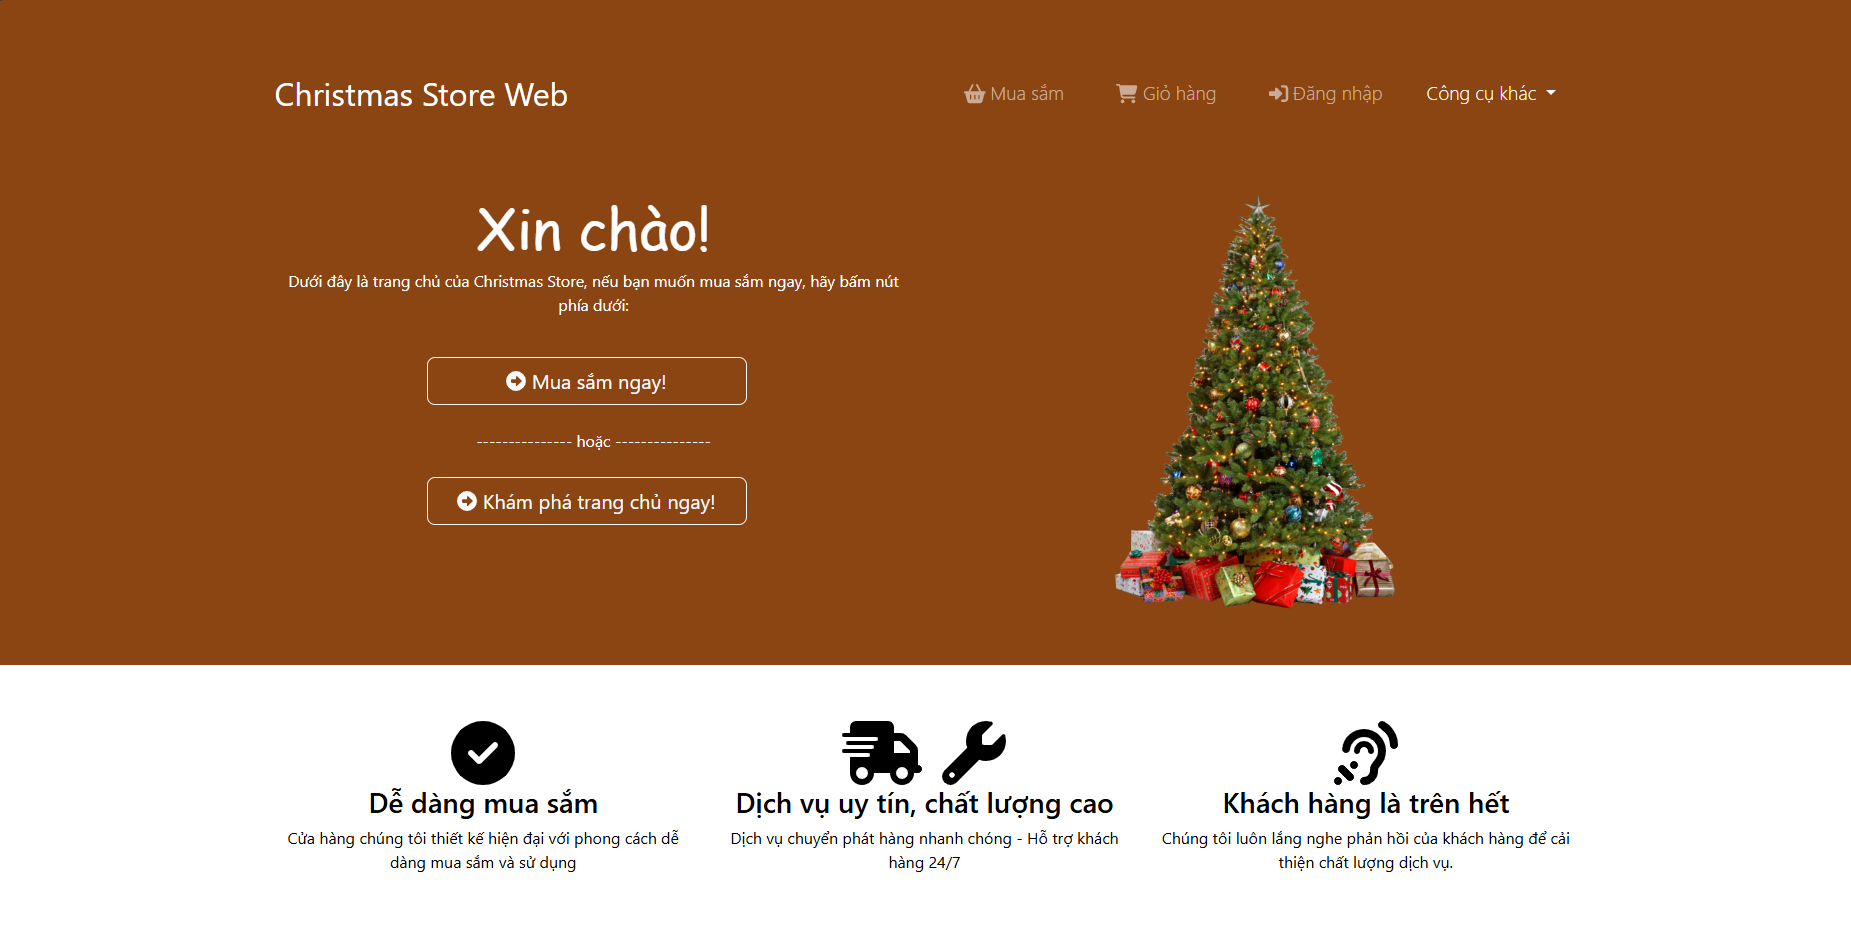 Christmas Store Web
Mua sắm
Giỏ hàng
Đăng nhập
Công cụ khác
Xin chào!
Dưới đây là trang chủ của Christmas Store, nếu bạn muốn mua sắm ngay, hãy bấm nút
phía dưới:
Mua sắm ngay!
--------------- hoặc ---------------
Khám phá trang chủ ngay!
Dễ dàng mua sắm
Cửa hàng chúng tôi thiết kế hiện đại với phong cách dễ
dàng mua sắm và sử dụng
Dịch vụ uy tín, chất lượng cao
Dịch vụ chuyển phát hàng nhanh chóng - Hỗ trợ khách
hàng 24/7
Khách hàng là trên hết
Chúng tôi luôn lắng nghe phản hồi của khách hàng để cải
thiện chất lượng dịch vụ.